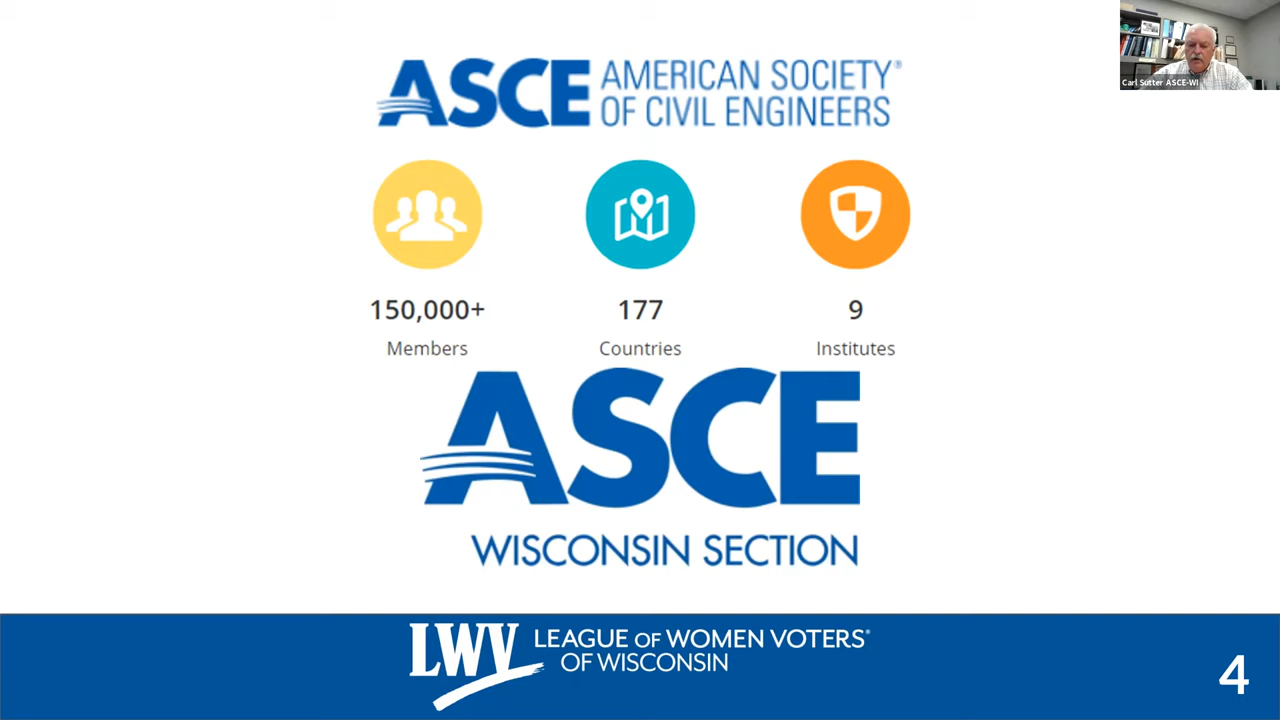 ASCE AMERICAN SOCIETY®
OF CIVIL ENGINEERS
150,000+
177
9
Members
Countries
Institutes
ASCE
WISCONSIN SECTION
LWV LEAGUE OF WOMEN VOTERS®
OF WISCONSIN
4
Carl Sutter ASCE-WI